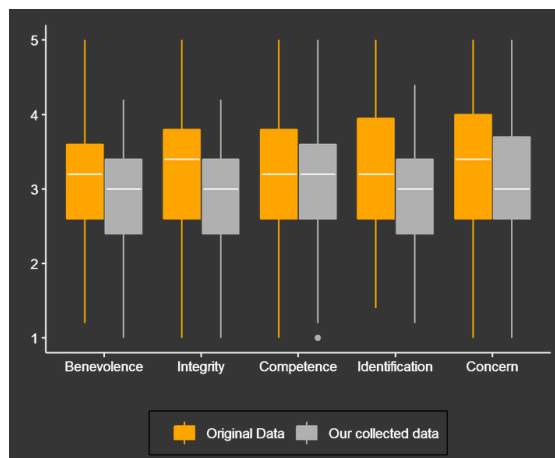 5
4
3
2
1
Benevolence Integrity Competence Identification Concern
Original Data Our collected data